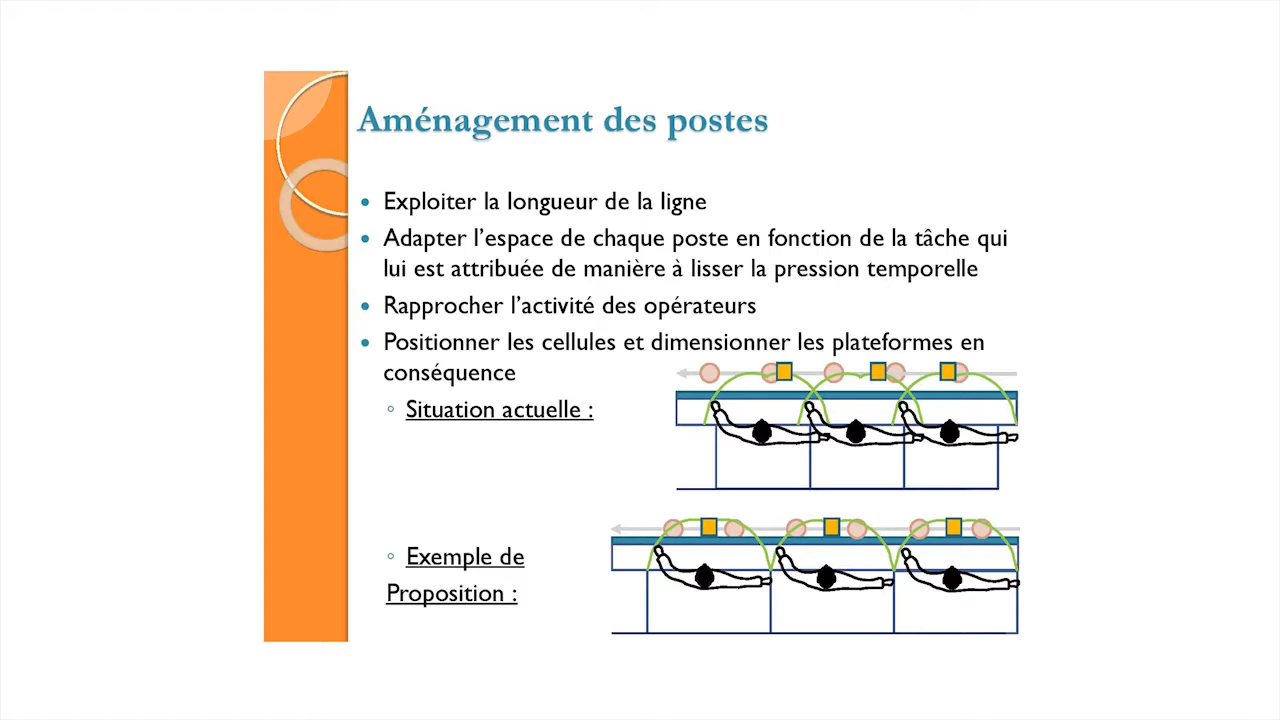 Aménagement des postes
• Exploiter la longueur de la ligne
• Adapter l’espace de chaque poste en fonction de la tâche qui
lui est attribuée de manière à lisser la pression temporelle
• Rapprocher l’activité des opérateurs
• Positionner les cellules et dimensionner les plateformes en
conséquence
◦ Situation actuelle :
◦ Exemple de
Proposition :